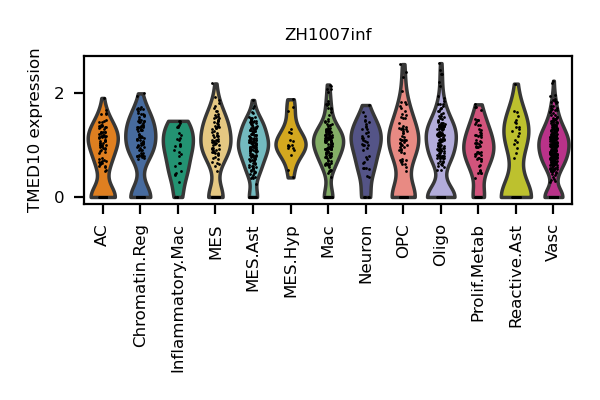 ZH1007inf
TMED10 expression
2
0
AC
Chromatin.Reg
Inflammatory.Mac
MES
MES.Ast
MES.Hyp
Mac
Neuron
OPC
Oligo
Prolif.Metab
Reactive.Ast
Vasc